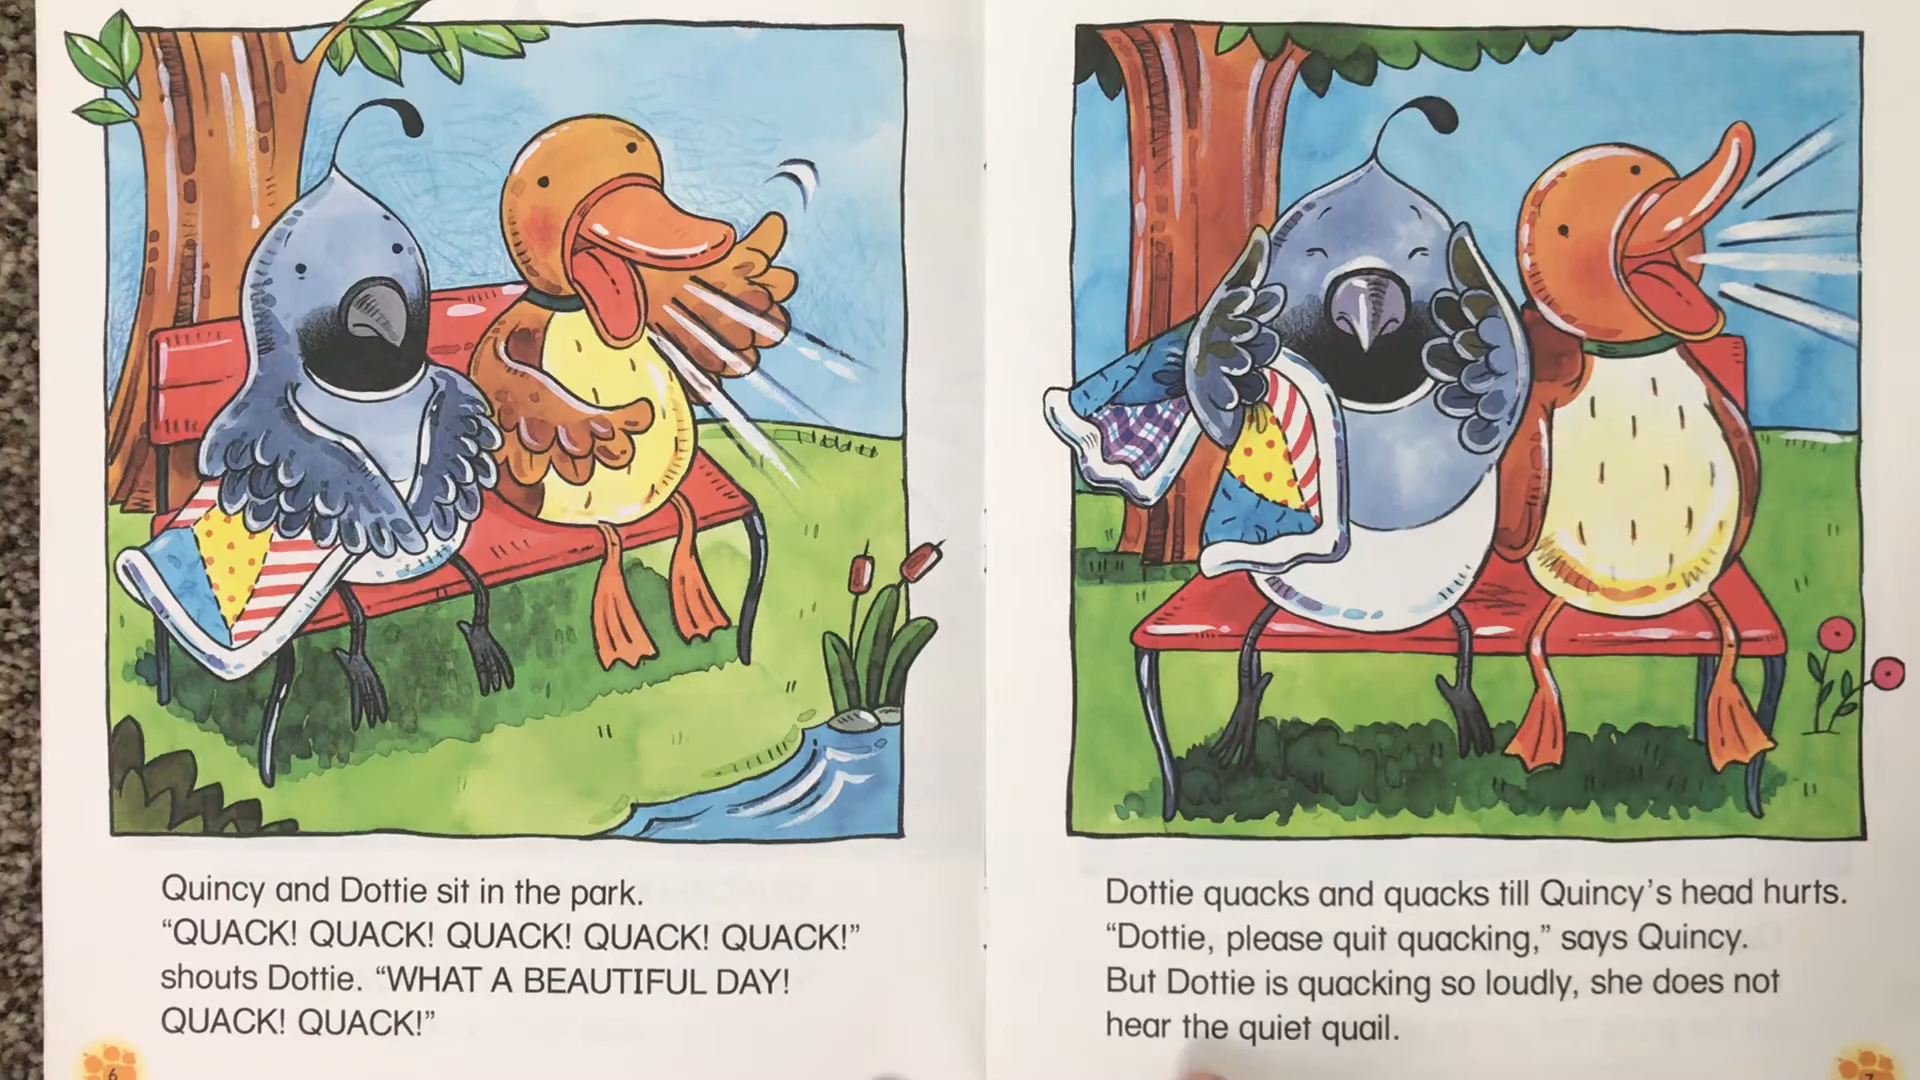 Quincy and Dottie sit in the park.
“QUACK! QUACK! QUACK! QUACK! QUACK!”
shouts Dottie. “WHAT A BEAUTIFUL DAY!
QUACK! QUACK!”
6
Dottie quacks and quacks till Quincy’s head hurts.
“Dottie, please quit quacking,” says Quincy.
But Dottie is quacking so loudly, she does not
hear the quiet quail.
7